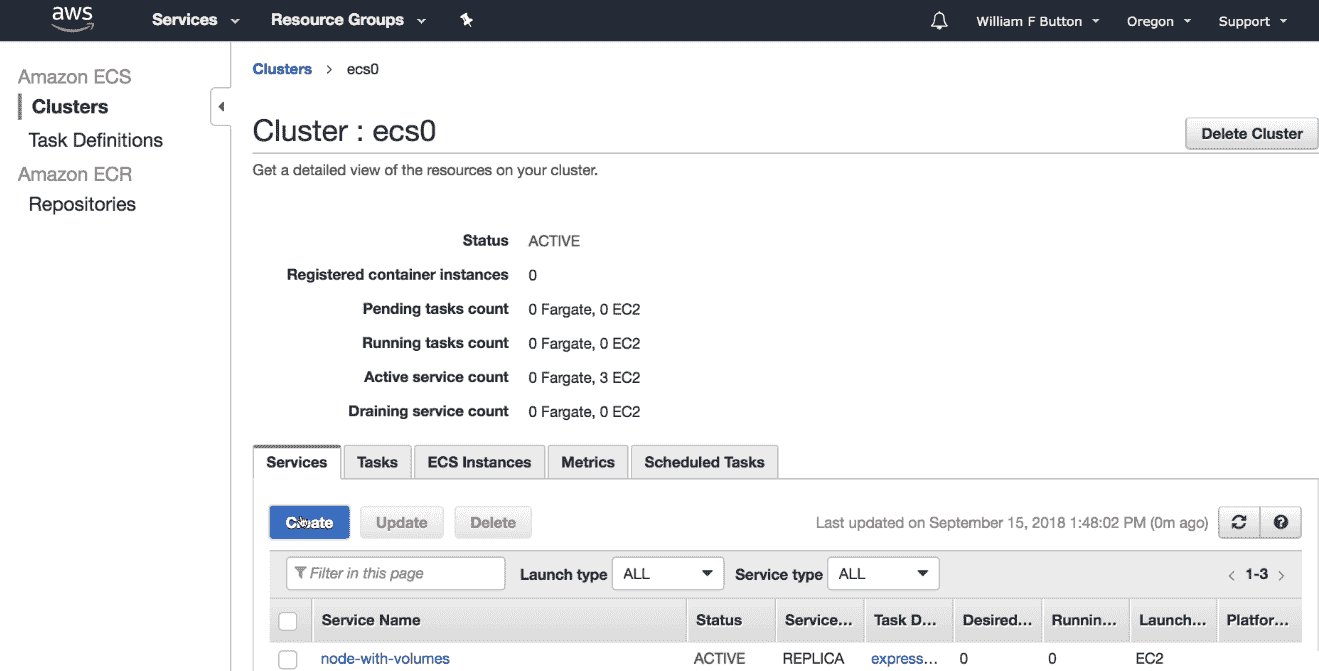 aws Services Resource Groups William F Button Oregon Support
Amazon ECS
Clusters
Task Definitions
Amazon ECR
Repositories
Clusters > ecs0
Cluster : ecs0
Delete Cluster
Get a detailed view of the resources on your cluster.
Status ACTIVE
Registered container instances 0
Pending tasks count 0 Fargate, 0 EC2
Running tasks count 0 Fargate, 0 EC2
Active service count 0 Fargate, 3 EC2
Draining service count 0 Fargate, 0 EC2
Services Tasks ECS Instances Metrics Scheduled Tasks
Create Update Delete Last updated on September 15, 2018 1:48:02 PM (0m ago)
Filter in this page Launch type ALL Service type ALL < 1-3 >
Service Name Status Service... Task D... Desired... Runnin... Launch... Platfor...
node-with-volumes ACTIVE REPLICA express... 0 0 EC2